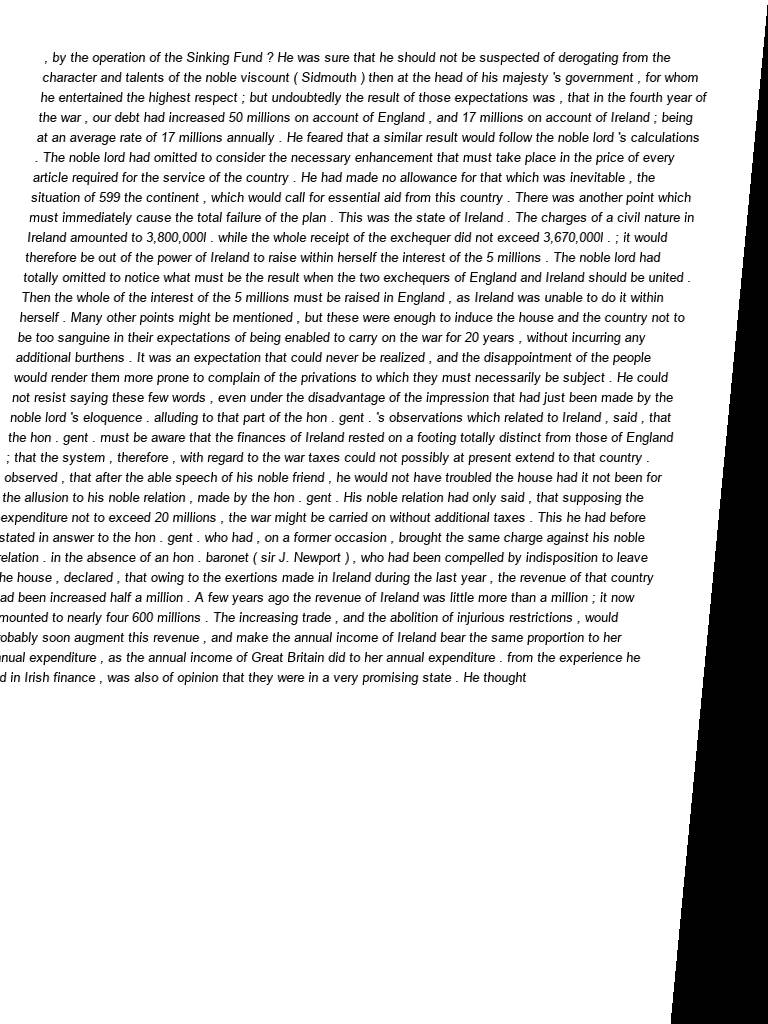 , by the operation of the Sinking Fund ? He was sure that he should not be suspected of derogating from the
character and talents of the noble viscount ( Sidmouth ) then at the head of his majesty 's government , for whom
he entertained the highest respect ; but undoubtedly the result of those expectations was , that in the fourth year of
the war , our debt had increased 50 millions on account of England , and 17 millions on account of Ireland ; being
at an average rate of 17 millions annually . He feared that a similar result would follow the noble lord 's calculations
. The noble lord had omitted to consider the necessary enhancement that must take place in the price of every
article required for the service of the country . He had made no allowance for that which was inevitable , the
situation of 599 the continent , which would call for essential aid from this country . There was another point which
must immediately cause the total failure of the plan . This was the state of Ireland . The charges of a civil nature in
Ireland amounted to 3,800,000l . while the whole receipt of the exchequer did not exceed 3,670,000l . ; it would
therefore be out of the power of Ireland to raise within herself the interest of the 5 millions . The noble lord had
totally omitted to notice what must be the result when the two exchequers of England and Ireland should be united .
Then the whole of the interest of the 5 millions must be raised in England , as Ireland was unable to do it within
herself . Many other points might be mentioned , but these were enough to induce the house and the country not to
be too sanguine in their expectations of being enabled to carry on the war for 20 years , without incurring any
additional burthens . It was an expectation that could never be realized , and the disappointment of the people
would render them more prone to complain of the privations to which they must necessarily be subject . He could
not resist saying these few words , even under the disadvantage of the impression that had just been made by the
noble lord 's eloquence . alluding to that part of the hon . gent . 's observations which related to Ireland , said , that
the hon . gent . must be aware that the finances of Ireland rested on a footing totally distinct from those of England
; that the system , therefore , with regard to the war taxes could not possibly at present extend to that country .
observed , that after the able speech of his noble friend , he would not have troubled the house had it not been for
the allusion to his noble relation , made by the hon . gent . His noble relation had only said , that supposing the
expenditure not to exceed 20 millions , the war might be carried on without additional taxes . This he had before
stated in answer to the hon . gent . who had , on a former occasion , brought the same charge against his noble
relation . in the absence of an hon . baronet ( sir J. Newport ) , who had been compelled by indisposition to leave
he house , declared , that owing to the exertions made in Ireland during the last year , the revenue of that country
ad been increased half a million . A few years ago the revenue of Ireland was little more than a million ; it now
mounted to nearly four 600 millions . The increasing trade , and the abolition of injurious restrictions , would
robably soon augment this revenue , and make the annual income of Ireland bear the same proportion to her
nnual expenditure , as the annual income of Great Britain did to her annual expenditure . from the experience he
d in Irish finance , was also of opinion that they were in a very promising state . He thought